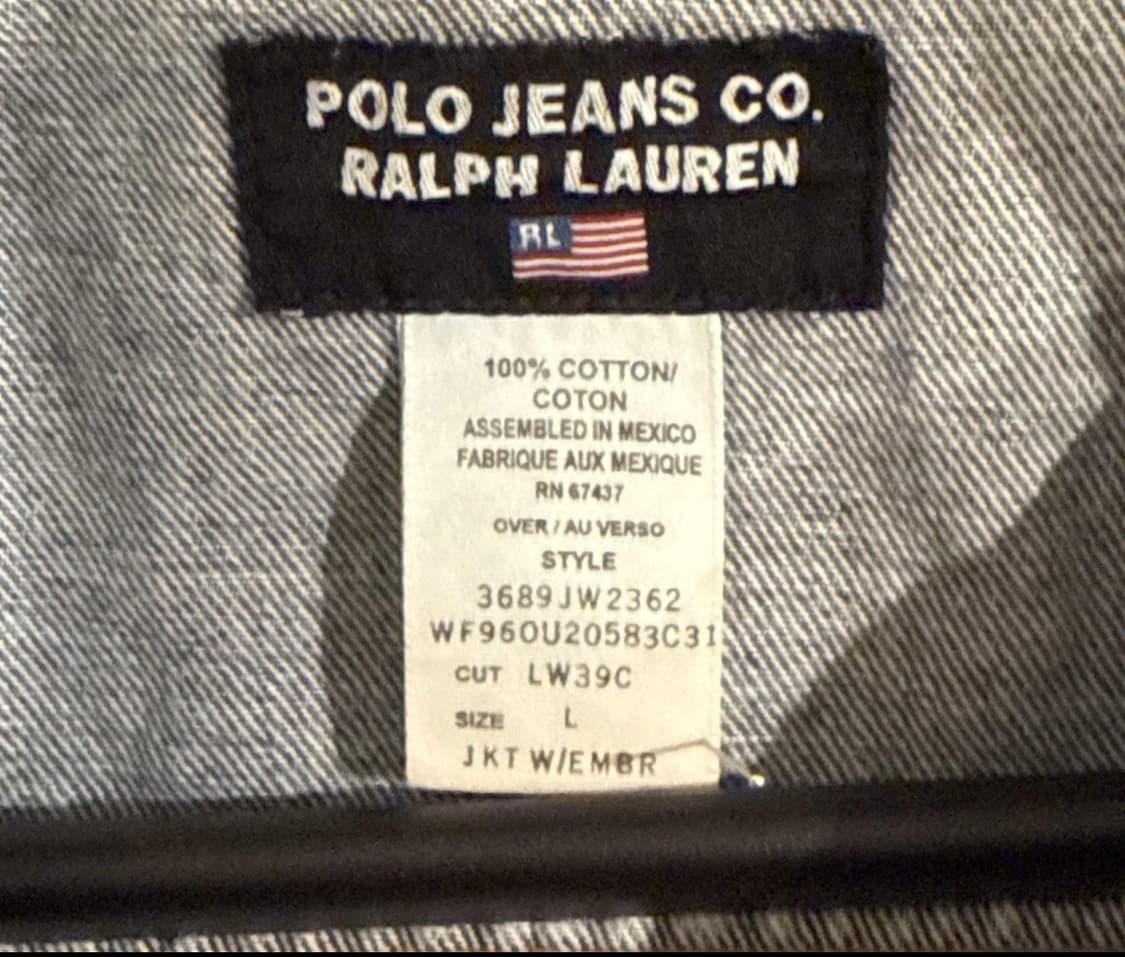 POLO JEANS CO.
RALPH LAUREN
RL
100% COTTON/
COTON
ASSEMBLED IN MEXICO
FABRIQUE AUX MEXIQUE
RN 67437
OVER / AU VERSO
STYLE
3689JW2362
WF960U20583C31
CUT LW39C
SIZE L
JKT W/EMBR